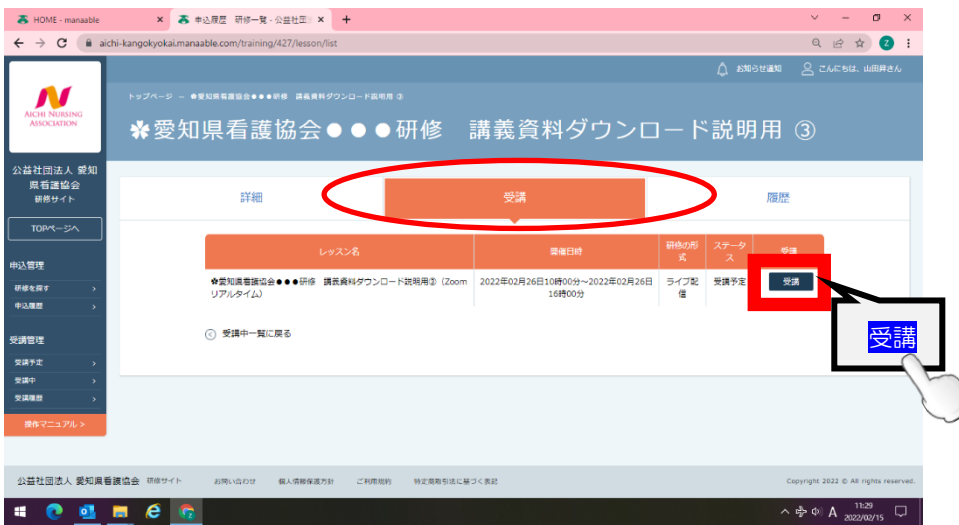 HOME - manaable
申込履歴 研修一覧 - 公益社団
aichi-kangokyokai.manaable.com/training/427/lesson/list
Z
お知らせ通知
こんにちは、山田昇さん
AICHI NURSING
ASSOCIATION
公益社団法人 愛知
県看護協会
研修サイト
TOPページへ
申込管理
研修を探す
申込履歴
受講管理
受講予定
受講中
受講履歴
操作マニュアル >
トップページ － ✽愛知県看護協会●●●研修 講義資料ダウンロード説明用 ③
✽愛知県看護協会●●●研修 講義資料ダウンロード説明用 ③
詳細
受講
履歴
レッスン名
開催日時
研修の形
式
ステータ
ス
受講
✿愛知県看護協会●●●研修 講義資料ダウンロード説明用③（Zoom
リアルタイム）
2022年02月26日10時00分～2022年02月26日
16時00分
ライブ配
信
受講予定
受講
受講
受講中一覧に戻る
公益社団法人 愛知県看護協会 研修サイト
お問い合わせ
個人情報保護方針
ご利用規約
特定商取引法に基づく表記
Copyright 2022 © All rights reserved.
A
11:29
2022/02/15